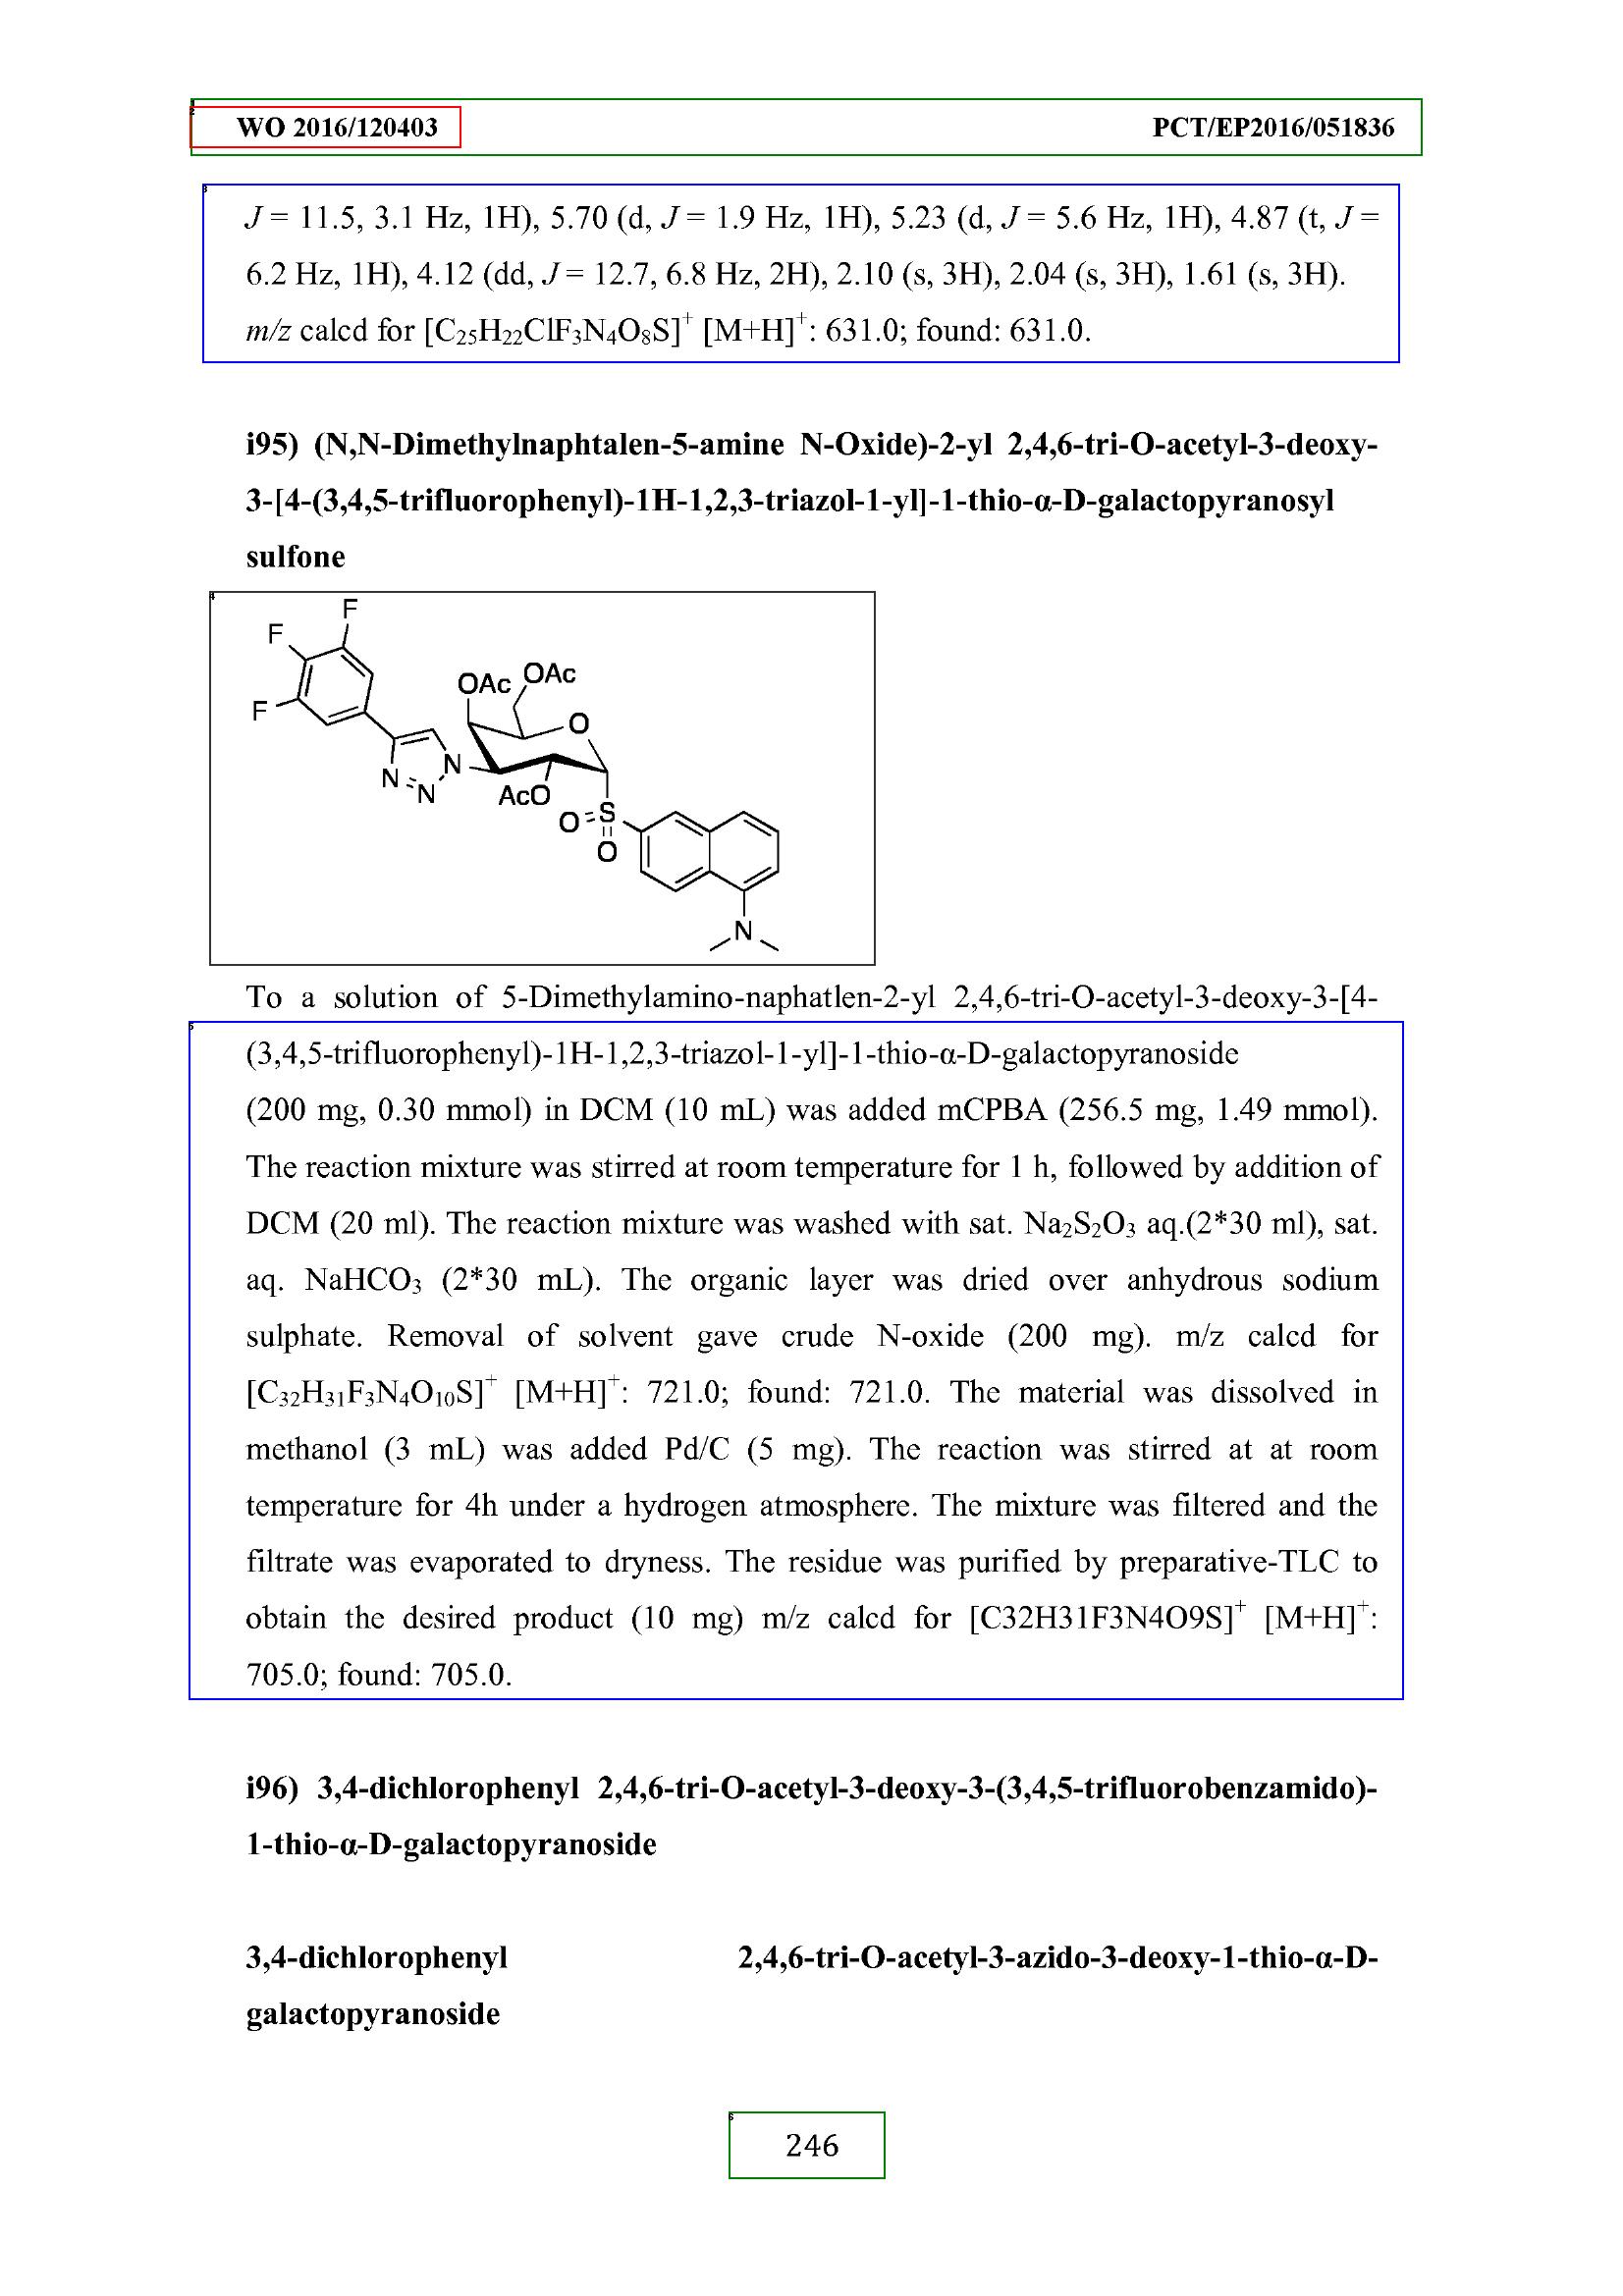 WO 2016/120403 PCT/EP2016/051836
J = 11.5, 3.1 Hz, 1H), 5.70 (d, J = 1.9 Hz, 1H), 5.23 (d, J = 5.6 Hz, 1H), 4.87 (t, J =
6.2 Hz, 1H), 4.12 (dd, J = 12.7, 6.8 Hz, 2H), 2.10 (s, 3H), 2.04 (s, 3H), 1.61 (s, 3H).
m/z calcd for [C₂₅H₂₂ClF₃N₄O₈S]⁺ [M+H]⁺: 631.0; found: 631.0.
i95) (N,N-Dimethylnaphtalen-5-amine N-Oxide)-2-yl 2,4,6-tri-O-acetyl-3-deoxy-
3-[4-(3,4,5-trifluorophenyl)-1H-1,2,3-triazol-1-yl]-1-thio-α-D-galactopyranosyl
sulfone
F
F
F
OAc
OAc
O
N
N
N
AcO
O
S
O
N
To a solution of 5-Dimethylamino-naphatlen-2-yl 2,4,6-tri-O-acetyl-3-deoxy-3-[4-
(3,4,5-trifluorophenyl)-1H-1,2,3-triazol-1-yl]-1-thio-α-D-galactopyranoside
(200 mg, 0.30 mmol) in DCM (10 mL) was added mCPBA (256.5 mg, 1.49 mmol).
The reaction mixture was stirred at room temperature for 1 h, followed by addition of
DCM (20 ml). The reaction mixture was washed with sat. Na₂S₂O₃ aq.(2*30 ml), sat.
aq. NaHCO₃ (2*30 mL). The organic layer was dried over anhydrous sodium
sulphate. Removal of solvent gave crude N-oxide (200 mg). m/z calcd for
[C₃₂H₃₁F₃N₄O₁₀S]⁺ [M+H]⁺: 721.0; found: 721.0. The material was dissolved in
methanol (3 mL) was added Pd/C (5 mg). The reaction was stirred at at room
temperature for 4h under a hydrogen atmosphere. The mixture was filtered and the
filtrate was evaporated to dryness. The residue was purified by preparative-TLC to
obtain the desired product (10 mg) m/z calcd for [C32H31F3N4O9S]⁺ [M+H]⁺:
705.0; found: 705.0.
i96) 3,4-dichlorophenyl 2,4,6-tri-O-acetyl-3-deoxy-3-(3,4,5-trifluorobenzamido)-
1-thio-α-D-galactopyranoside
3,4-dichlorophenyl 2,4,6-tri-O-acetyl-3-azido-3-deoxy-1-thio-α-D-
galactopyranoside
246